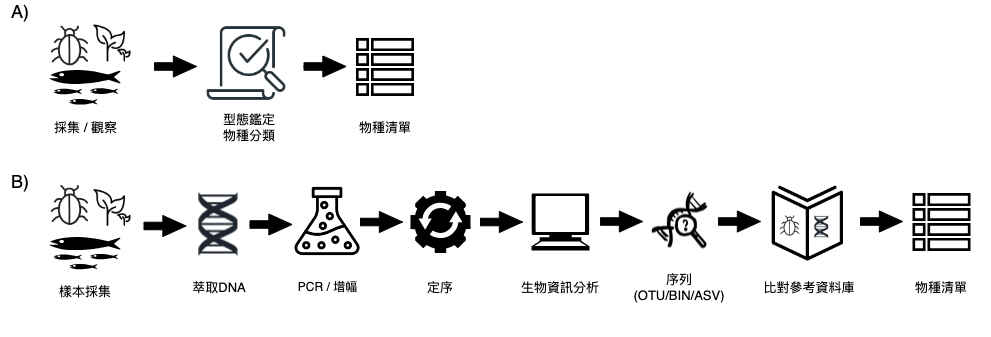 A)
採集 / 觀察
型態鑑定
物種分類
物種清單
B)
樣本採集
萃取DNA
PCR / 增幅
定序
生物資訊分析
?
序列
(OTU/BIN/ASV)
比對參考資料庫
物種清單